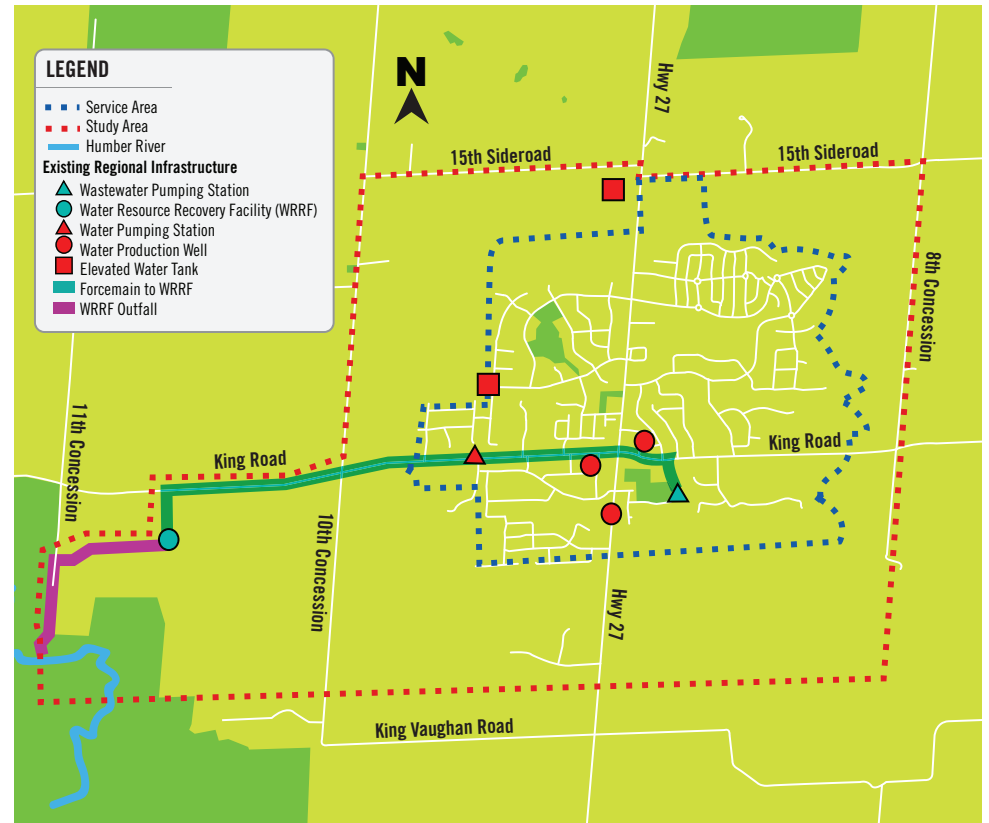 LEGEND
Service Area
Study Area
Humber River
Existing Regional Infrastructure
Wastewater Pumping Station
Water Resource Recovery Facility (WRRF)
Water Pumping Station
Water Production Well
Elevated Water Tank
Forcemain to WRRF
WRRF Outfall
N
Hwy 27
15th Sideroad
15th Sideroad
8th Concession
11th Concession
King Road
King Road
10th Concession
Hwy 27
King Vaughan Road